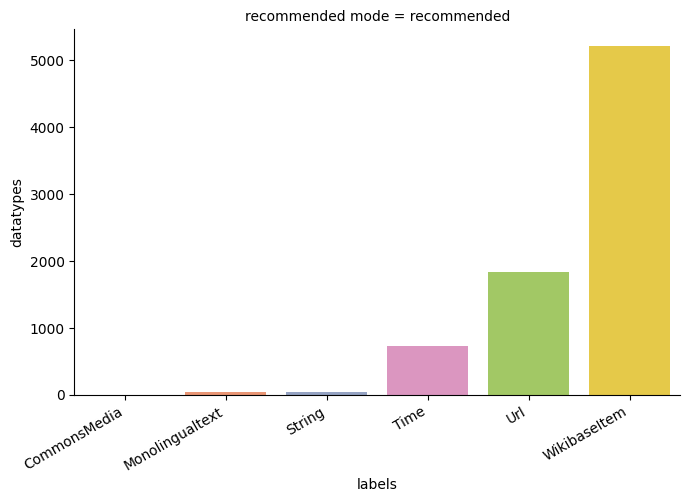 recommended mode = recommended
5000
4000
3000
2000
1000
0
datatypes
CommonsMedia
Monolingualtext
String
Time
Url
WikibaseItem
labels